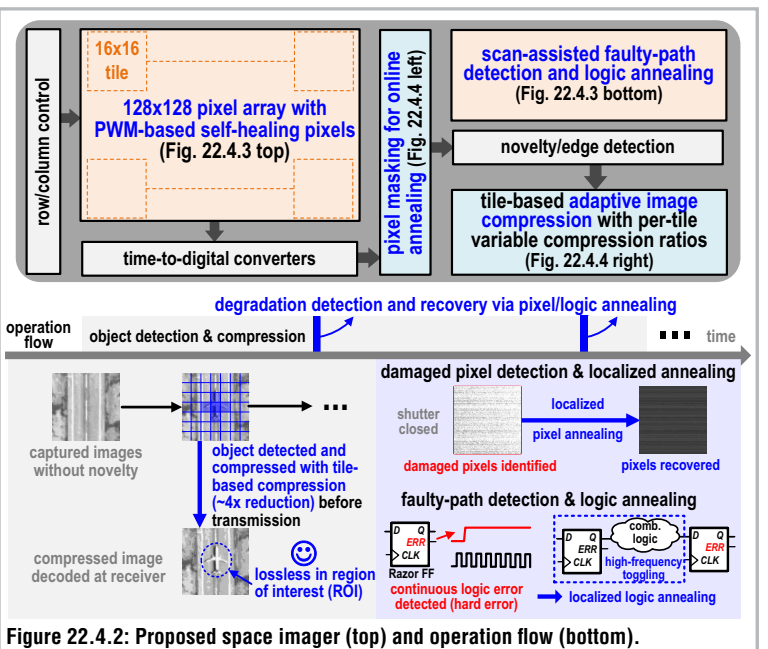 row/column control
16x16
tile
128x128 pixel array with
PWM-based self-healing pixels
(Fig. 22.4.3 top)
time-to-digital converters
pixel masking for online
annealing (Fig. 22.4.4 left)
scan-assisted faulty-path
detection and logic annealing
(Fig. 22.4.3 bottom)
novelty/edge detection
tile-based adaptive image
compression with per-tile
variable compression ratios
(Fig. 22.4.4 right)
degradation detection and recovery via pixel/logic annealing
operation
flow
object detection & compression
time
captured images
without novelty
object detected and
compressed with tile-
based compression
(~4x reduction) before
transmission
compressed image
decoded at receiver
lossless in region
of interest (ROI)
damaged pixel detection & localized annealing
shutter
closed
localized
pixel annealing
damaged pixels identified
pixels recovered
faulty-path detection & logic annealing
D Q
ERR
CLK
Razor FF
continuous logic error
detected (hard error)
D Q
ERR
CLK
comb.
logic
high-frequency
toggling
D Q
ERR
CLK
localized logic annealing
Figure 22.4.2: Proposed space imager (top) and operation flow (bottom).